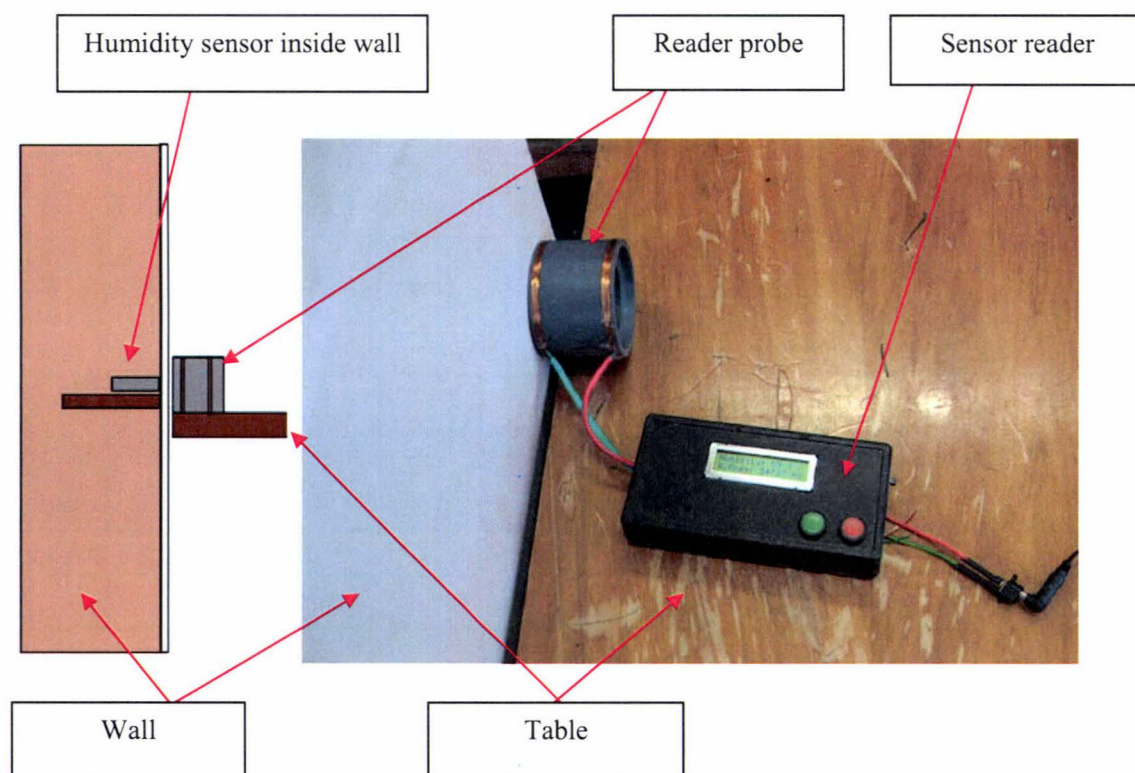 Humidity sensor inside wall
Reader probe
Sensor reader
Wall
Table